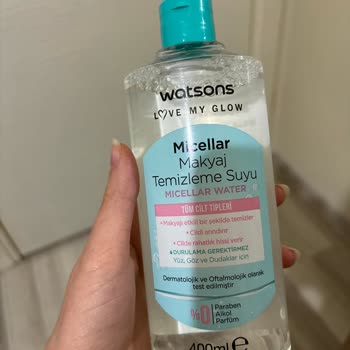 watsons
LOVE MY GLOW
Micellar
Makyaj
Temizleme Suyu
MICELLAR WATER
TÜM CİLT TİPLERİ
• Makyajı etkili bir şekilde temizler
• Cildi arındırır
• Cilde rahatlık hissi verir
DURULAMA GEREKTİRMEZ
Yüz, Göz ve Dudaklar için
Dermatolojik ve Oftalmolojik olarak
test edilmiştir
%0
Paraben
Alkol
Parfüm
400ml e